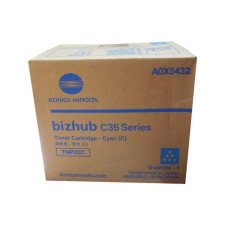 A0X5432
KONICA MINOLTA
bizhub C35 Series
Toner Cartridge - Cyan (C)
TNP22C
Quantity - 1
konicaminolta.com